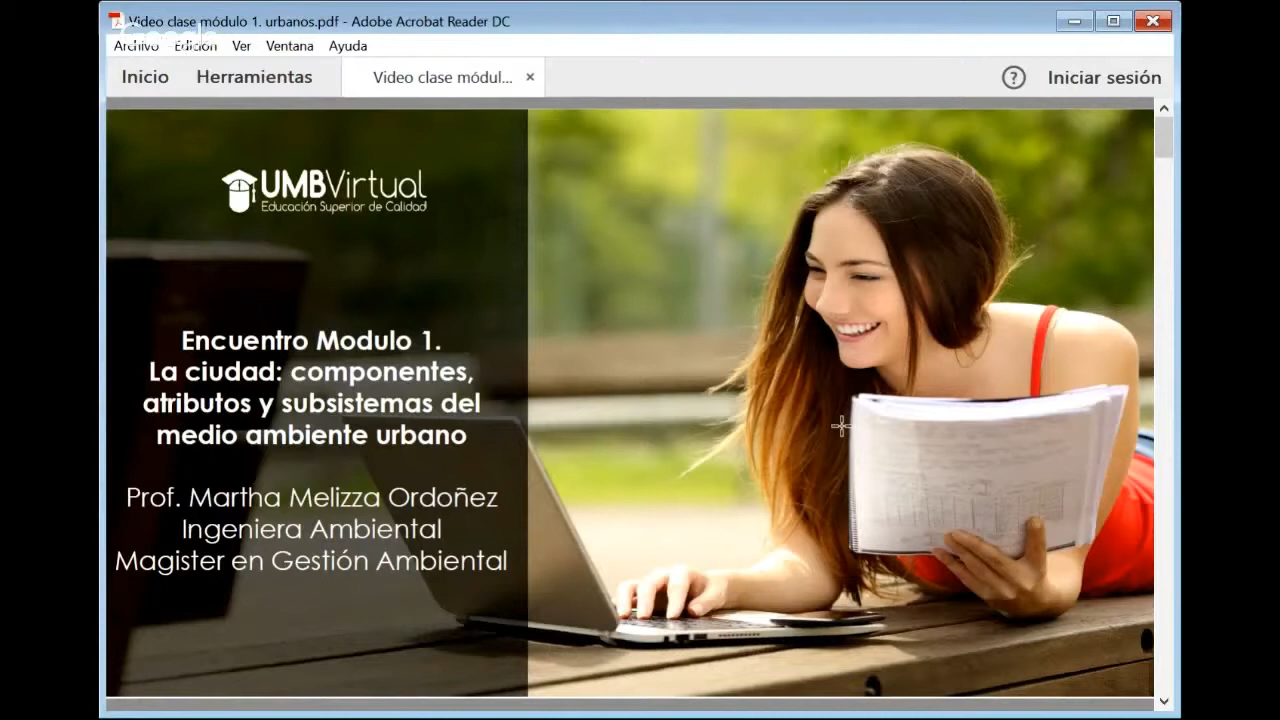 Video clase módulo 1. urbanos.pdf - Adobe Acrobat Reader DC
Archivo Edición Ver Ventana Ayuda
Inicio Herramientas Video clase módul... × ? Iniciar sesión
UMBVirtual
Educación Superior de Calidad
Encuentro Modulo 1.
La ciudad: componentes,
atributos y subsistemas del
medio ambiente urbano
Prof. Martha Melizza Ordoñez
Ingeniera Ambiental
Magister en Gestión Ambiental